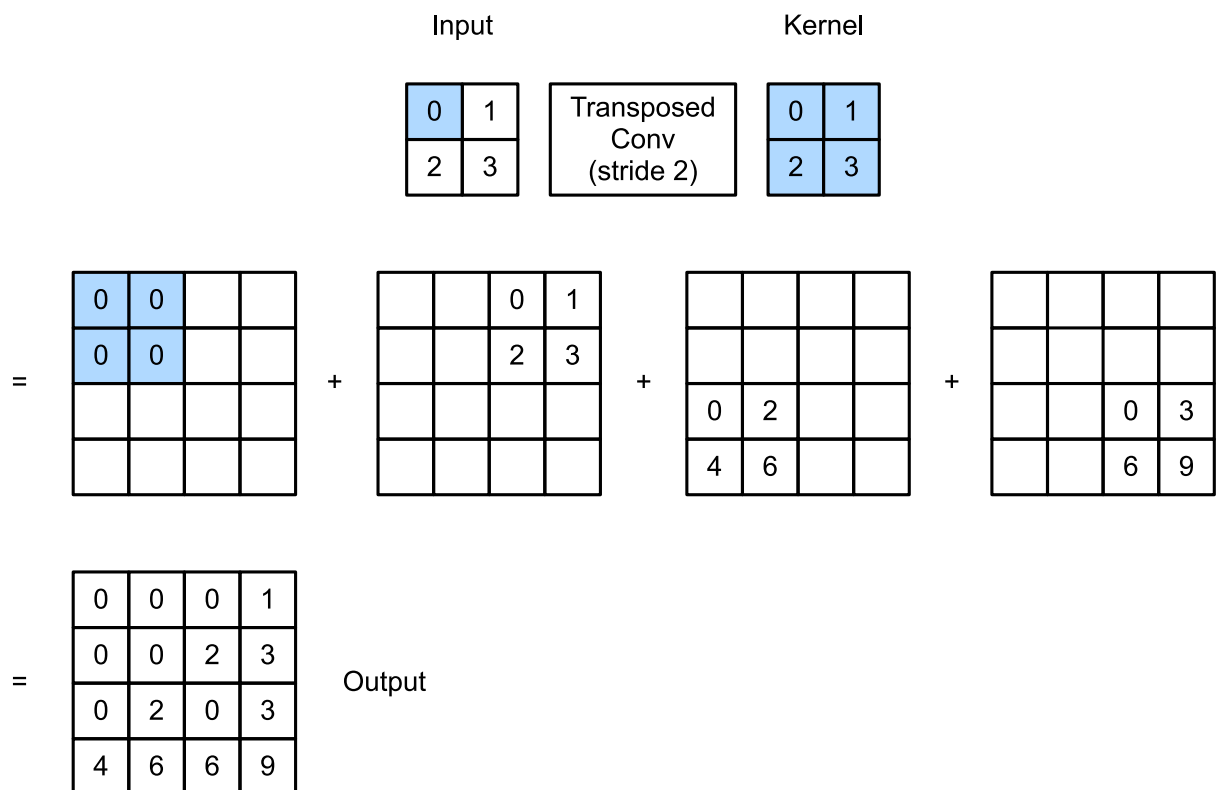 Input Kernel
0 1 Transposed 0 1
Conv
2 3 (stride 2) 2 3
0 0 0 1
0 0 2 3
= + + +
0 2 0 3
4 6 6 9
0 0 0 1
0 0 2 3
= Output
0 2 0 3
4 6 6 9